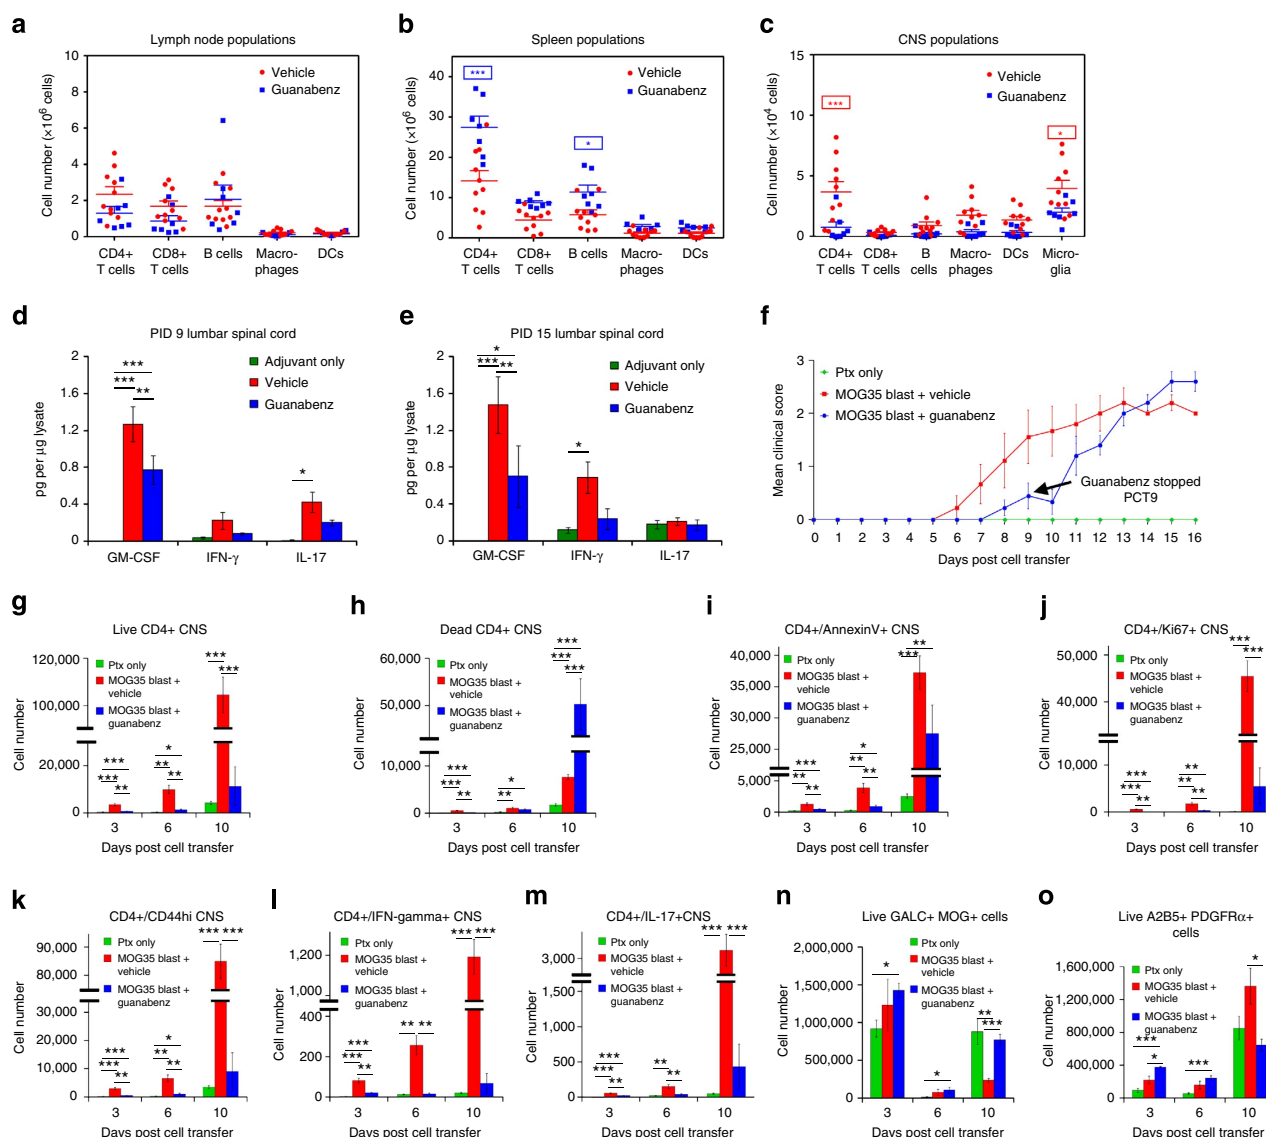 a
Lymph node populations
Cell number (×10⁶ cells)
10
8
6
4
2
0
Vehicle
Guanabenz
CD4+
T cells
CD8+
T cells
B cells
Macro-
phages
DCs
b
Spleen populations
Cell number (×10⁶ cells)
40
30
20
10
0
***
*
Vehicle
Guanabenz
CD4+
T cells
CD8+
T cells
B cells
Macro-
phages
DCs
c
CNS populations
Cell number (×10⁴ cells)
15
10
5
0
***
*
Vehicle
Guanabenz
CD4+
T cells
CD8+
T cells
B
cells
Macro-
phages
DCs
Micro-
glia
d
PID 9 lumbar spinal cord
pg per µg lysate
2
1.6
1.2
0.8
0.4
0
***
***
**
*
Adjuvant only
Vehicle
Guanabenz
GM-CSF
IFN-γ
IL-17
e
PID 15 lumbar spinal cord
pg per µg lysate
2
1.6
1.2
0.8
0.4
0
*
***
**
*
Adjuvant only
Vehicle
Guanabenz
GM-CSF
IFN-γ
IL-17
f
Mean clinical score
3
2
1
0
Ptx only
MOG35 blast + vehicle
MOG35 blast + guanabenz
Guanabenz stopped
PCT9
0 1 2 3 4 5 6 7 8 9 10 11 12 13 14 15 16
Days post cell transfer
g
Live CD4+ CNS
Cell number
120,000
100,000
20,000
10,000
0
Ptx only
MOG35 blast +
vehicle
MOG35 blast +
guanabenz
***
***
**
*
**
**
***
***
3 6 10
Days post cell transfer
h
Dead CD4+ CNS
Cell number
60,000
50,000
10,000
0
Ptx only
MOG35 blast +
vehicle
MOG35 blast +
guanabenz
***
***
**
*
**
***
***
***
3 6 10
Days post cell transfer
i
CD4+/AnnexinV+ CNS
Cell number
40,000
35,000
30,000
25,000
5,000
0
Ptx only
MOG35 blast +
vehicle
MOG35 blast +
guanabenz
***
**
**
*
**
**
**
***
3 6 10
Days post cell transfer
j
CD4+/Ki67+ CNS
Cell number
50,000
40,000
10,000
0
Ptx only
MOG35 blast +
vehicle
MOG35 blast +
guanabenz
***
***
**
**
**
**
***
***
3 6 10
Days post cell transfer
k
CD4+/CD44hi CNS
Cell number
90,000
80,000
30,000
20,000
10,000
0
Ptx only
MOG35 blast +
vehicle
MOG35 blast +
guanabenz
***
***
**
*
**
**
***
***
3 6 10
Days post cell transfer
l
CD4+/IFN-gamma+ CNS
Cell number
1,200
1,000
400
200
0
Ptx only
MOG35 blast +
vehicle
MOG35 blast +
guanabenz
***
***
**
**
**
***
***
3 6 10
Days post cell transfer
m
CD4+/IL-17+CNS
Cell number
3,000
1,500
1,000
500
0
Ptx only
MOG35 blast +
vehicle
MOG35 blast +
guanabenz
***
***
**
**
**
***
***
3 6 10
Days post cell transfer
n
Live GALC+ MOG+ cells
Cell number
2,000,000
1,500,000
1,000,000
500,000
0
Ptx only
MOG35 blast +
vehicle
MOG35 blast +
guanabenz
*
*
**
***
3 6 10
Days post cell transfer
o
Live A2B5+ PDGFRα+
cells
Cell number
1,600,000
1,200,000
800,000
400,000
0
Ptx only
MOG35 blast +
vehicle
MOG35 blast +
guanabenz
***
*
***
*
3 6 10
Days post cell transfer